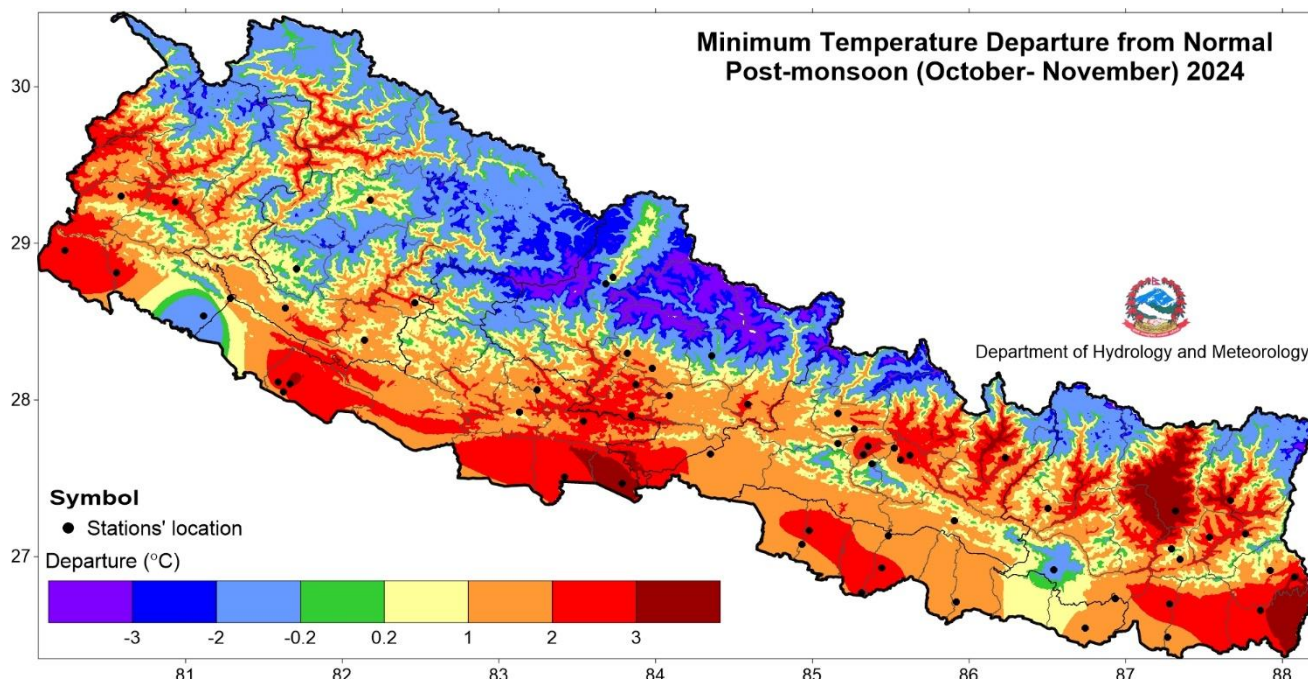 Minimum Temperature Departure from Normal
Post-monsoon (October- November) 2024
30
29
28
27
Department of Hydrology and Meteorology
Symbol
Stations' location
Departure (°C)
-3 -2 -0.2 0.2 1 2 3
81 82 83 84 85 86 87 88